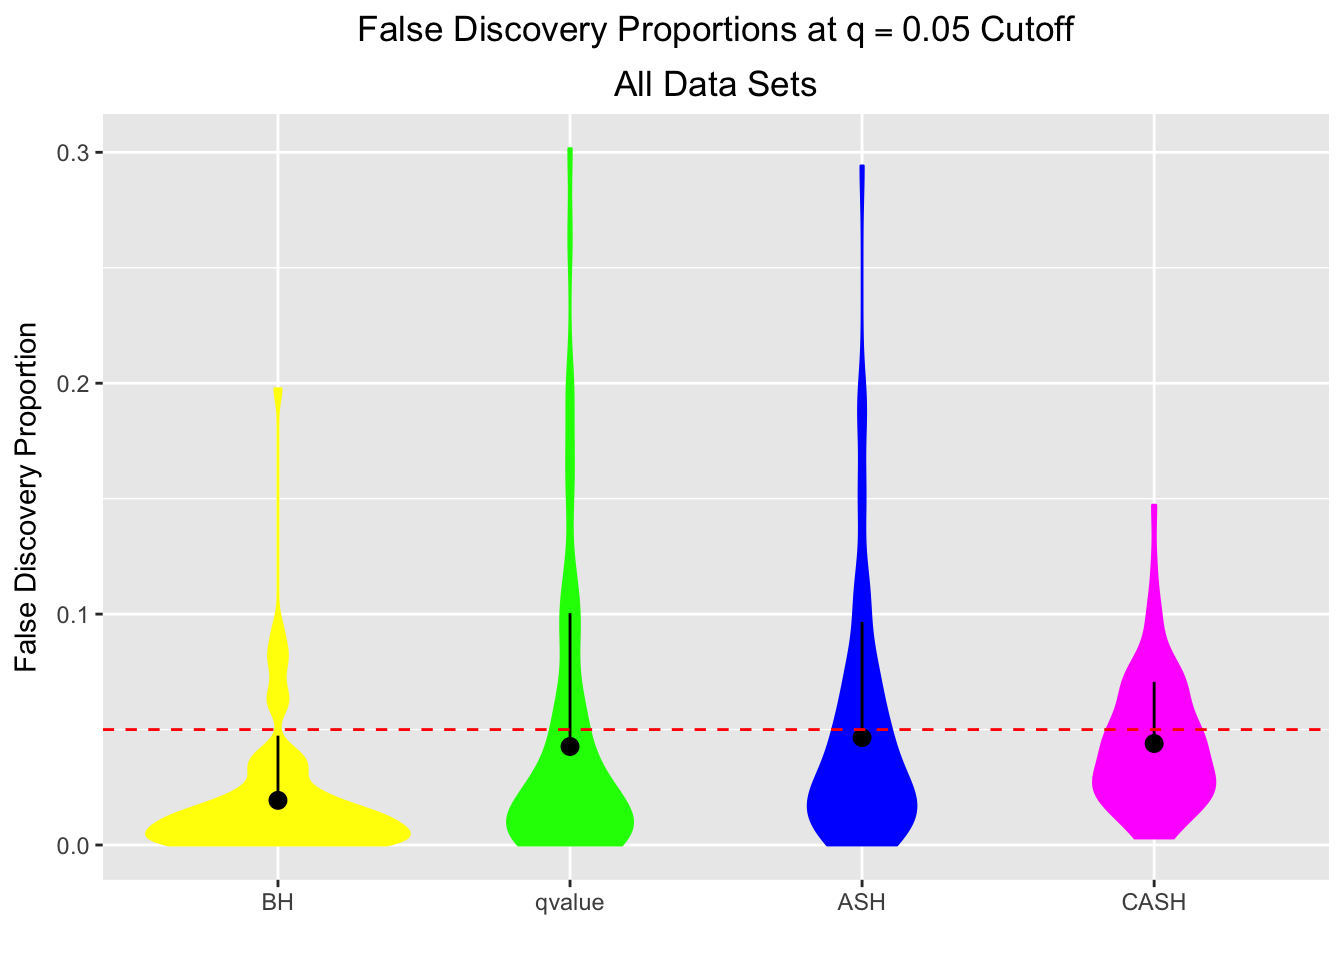 False Discovery Proportions at q = 0.05 Cutoff
All Data Sets
False Discovery Proportion
0.3
0.2
0.1
0.0
BH
qvalue
ASH
CASH